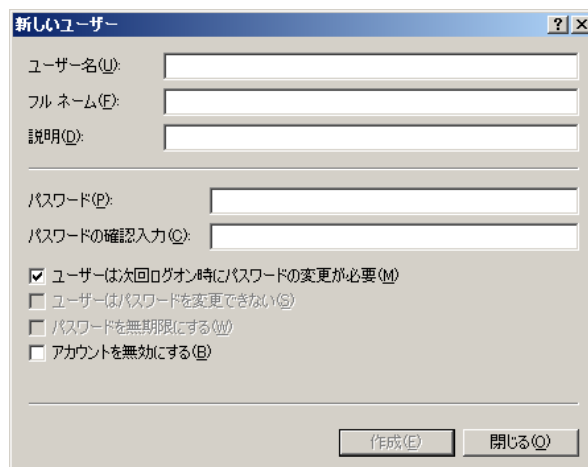 新しいユーザー
ユーザー名(U):
フル ネーム(F):
説明(D):
パスワード(P):
パスワードの確認入力(C):
ユーザーは次回ログオン時にパスワードの変更が必要(M)
ユーザーはパスワードを変更できない(S)
パスワードを無期限にする(W)
アカウントを無効にする(B)
作成(E) 閉じる(O)